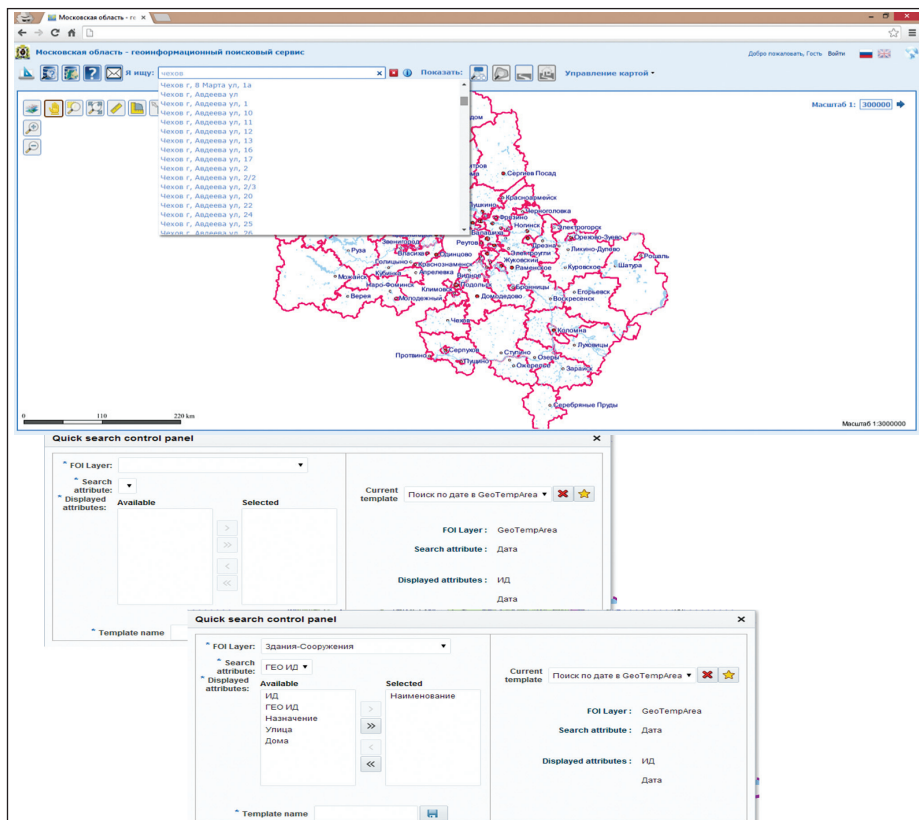 Московская область - ге
Московская область - геоинформационный поисковый сервис
Добро пожаловать, Гость Войти
Я ищу: чехов
Показать:
Управление картой
Масштаб 1: 300000
Чехов г, 8 Марта ул, 1а
Чехов г, Авдеева ул
Чехов г, Авдеева ул, 1
Чехов г, Авдеева ул, 10
Чехов г, Авдеева ул, 11
Чехов г, Авдеева ул, 12
Чехов г, Авдеева ул, 13
Чехов г, Авдеева ул, 16
Чехов г, Авдеева ул, 17
Чехов г, Авдеева ул, 2
Чехов г, Авдеева ул, 2/2
Чехов г, Авдеева ул, 2/3
Чехов г, Авдеева ул, 20
Чехов г, Авдеева ул, 22
Чехов г, Авдеева ул, 24
Чехов г, Авдеева ул, 25
Чехов г, Авдеева ул, 26
дом
Сергиев Посад
Красноармейск
Черноголовка
Фрязино
Ногинск
Электрогорск
Орехово-Зуево
Ликино-Дулево
Рошаль
Шатура
Реутов
Электроугли
Жуковский
Раменское
Куровское
Егорьевск
Бронницы
Воскресенск
Звенигород
Руза
Власиха
Одинцово
Голицыно
Краснознаменск
Можайск
Кубинка
Апрелевка
Видное
Наро-Фоминск
Климовск
Подольск
Верея
Молодежный
Домодедово
Чехов
Коломна
Луховицы
Серпухов
Протвино
Пущино
Ступино
Озеры
Ожерелье
Зарайск
Серебряные Пруды
0 110 220 km
Масштаб 1:3000000
Quick search control panel
* FOI Layer:
* Search attribute:
* Displayed attributes:
Available
Selected
* Template name
Current template
Поиск по дате в GeoTempArea
FOI Layer : GeoTempArea
Search attribute : Дата
Displayed attributes : ИД
Дата
Quick search control panel
* FOI Layer: Здания-Сооружения
* Search attribute: ГЕО ИД
* Displayed attributes:
Available
Selected
ИД
ГЕО ИД
Назначение
Улица
Дома
Наименование
* Template name
Current template
Поиск по дате в GeoTempArea
FOI Layer : GeoTempArea
Search attribute : Дата
Displayed attributes : ИД
Дата